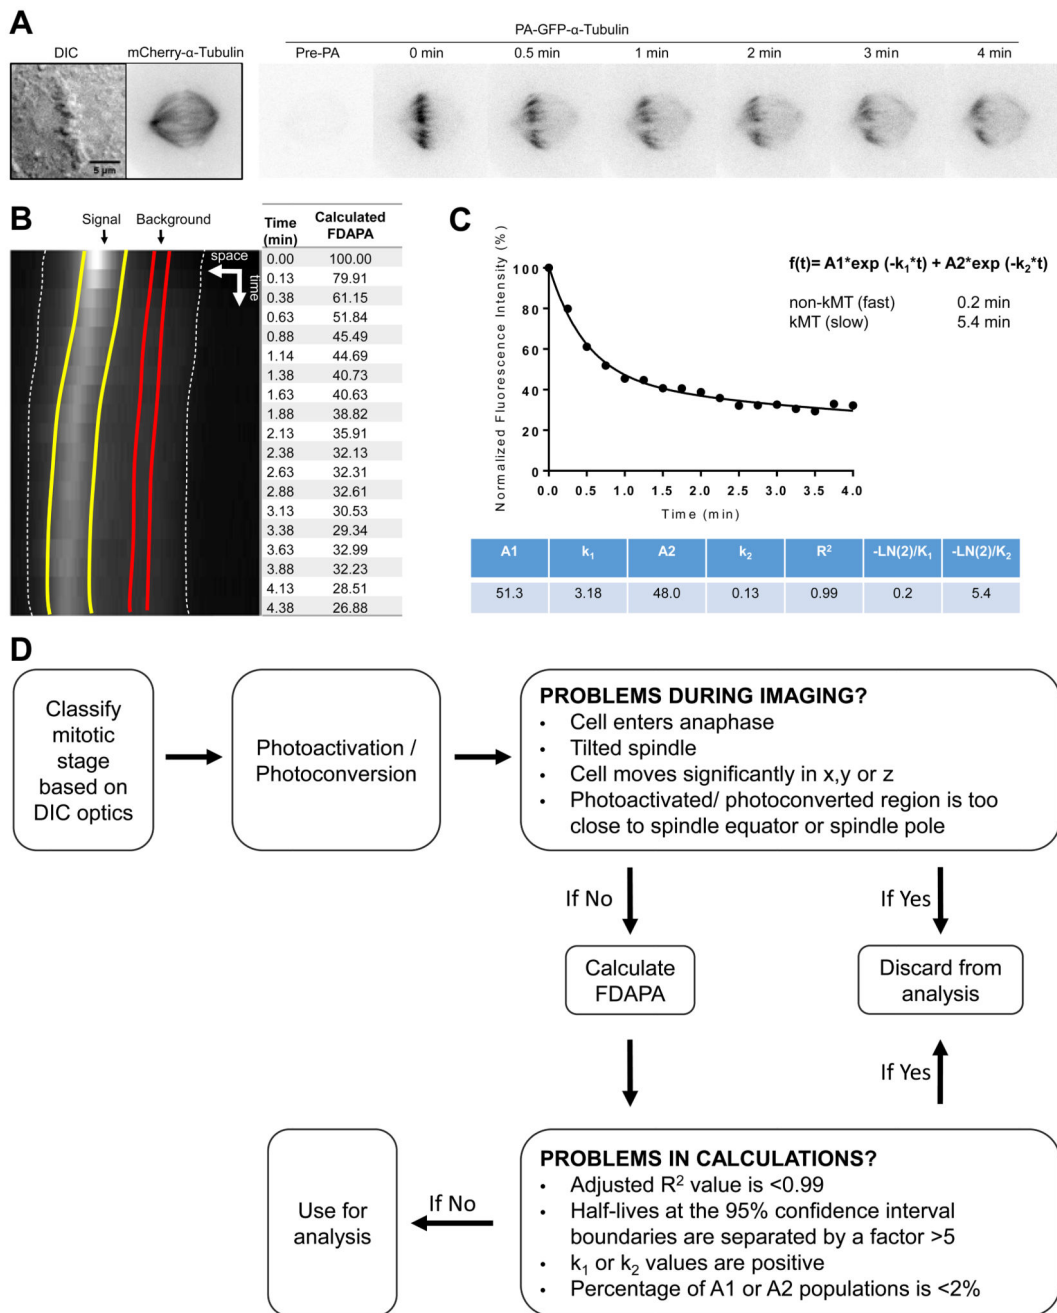 A
DIC
mCherry-α-Tubulin
PA-GFP-α-Tubulin
Pre-PA
0 min
0.5 min
1 min
2 min
3 min
4 min
5 µm
B
Signal
Background
space
time
Time (min) Calculated FDAPA
0.00 100.00
0.13 79.91
0.38 61.15
0.63 51.84
0.88 45.49
1.14 44.69
1.38 40.73
1.63 40.63
1.88 38.82
2.13 35.91
2.38 32.13
2.63 32.31
2.88 32.61
3.13 30.53
3.38 29.34
3.63 32.99
3.88 32.23
4.13 28.51
4.38 26.88
C
Normalized Fluorescence Intensity (%)
100
80
60
40
20
0
0.0 0.5 1.0 1.5 2.0 2.5 3.0 3.5 4.0
Time (min)
f(t)= A1*exp (-k₁*t) + A2*exp (-k₂*t)
non-kMT (fast) 0.2 min
kMT (slow) 5.4 min
A1 k₁ A2 k₂ R² -LN(2)/K₁ -LN(2)/K₂
51.3 3.18 48.0 0.13 0.99 0.2 5.4
D
Classify
mitotic
stage
based on
DIC optics
Photoactivation /
Photoconversion
PROBLEMS DURING IMAGING?
• Cell enters anaphase
• Tilted spindle
• Cell moves significantly in x,y or z
• Photoactivated/ photoconverted region is too
close to spindle equator or spindle pole
If No
If Yes
Calculate
FDAPA
Discard from
analysis
If Yes
PROBLEMS IN CALCULATIONS?
• Adjusted R² value is <0.99
• Half-lives at the 95% confidence interval
boundaries are separated by a factor >5
• k₁ or k₂ values are positive
• Percentage of A1 or A2 populations is <2%
If No
Use for
analysis